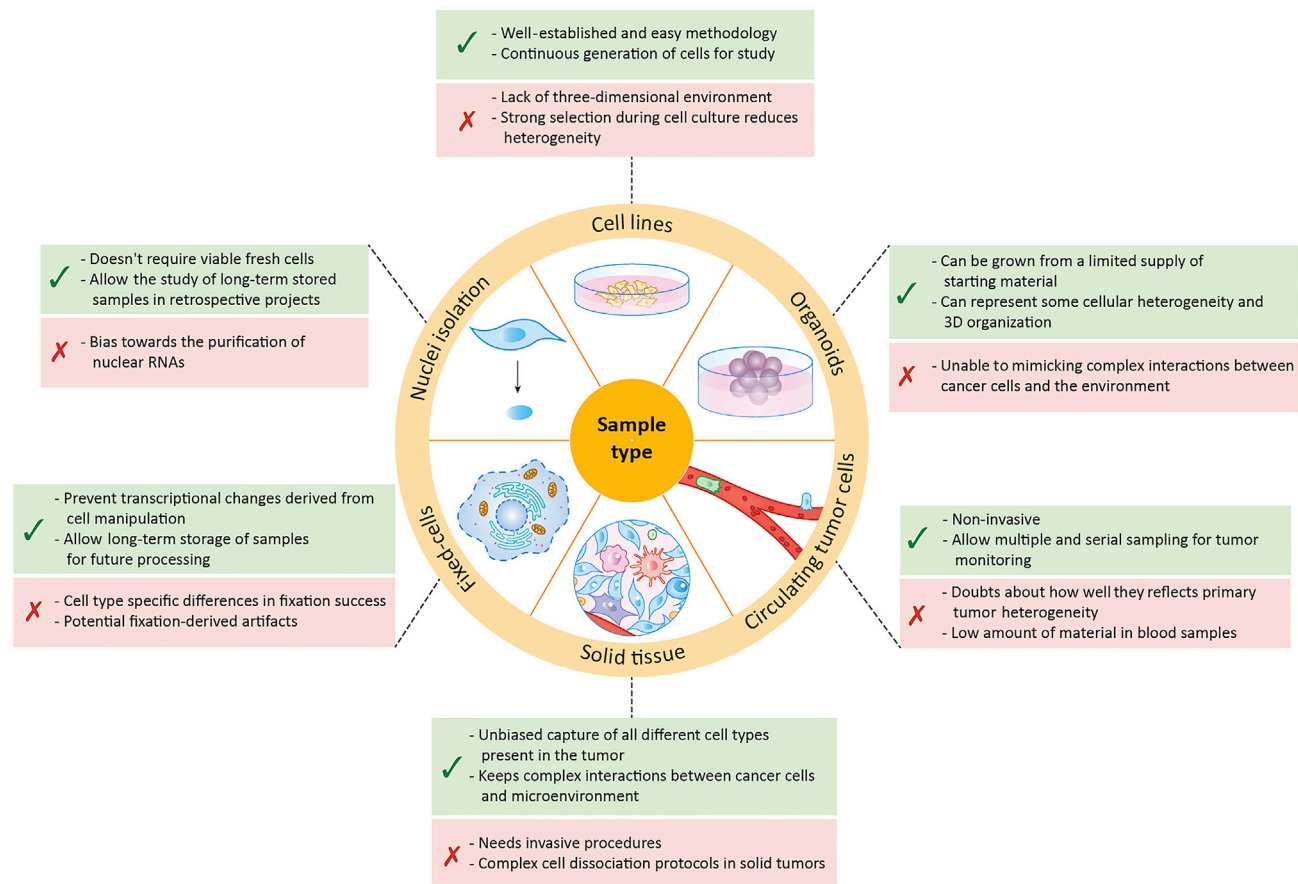 - Well-established and easy methodology
- Continuous generation of cells for study
- Lack of three-dimensional environment
- Strong selection during cell culture reduces
heterogeneity
Cell lines
- Doesn't require viable fresh cells
- Allow the study of long-term stored
samples in retrospective projects
- Bias towards the purification of
nuclear RNAs
Nuclei isolation
Organoids
- Can be grown from a limited supply of
starting material
- Can represent some cellular heterogeneity and
3D organization
- Unable to mimicking complex interactions between
cancer cells and the environment
Sample
type
- Prevent transcriptional changes derived from
cell manipulation
- Allow long-term storage of samples
for future processing
- Cell type specific differences in fixation success
- Potential fixation-derived artifacts
Fixed-cells
Circulating tumor cells
- Non-invasive
- Allow multiple and serial sampling for tumor
monitoring
- Doubts about how well they reflects primary
tumor heterogeneity
- Low amount of material in blood samples
Solid tissue
- Unbiased capture of all different cell types
present in the tumor
- Keeps complex interactions between cancer cells
and microenvironment
- Needs invasive procedures
- Complex cell dissociation protocols in solid tumors